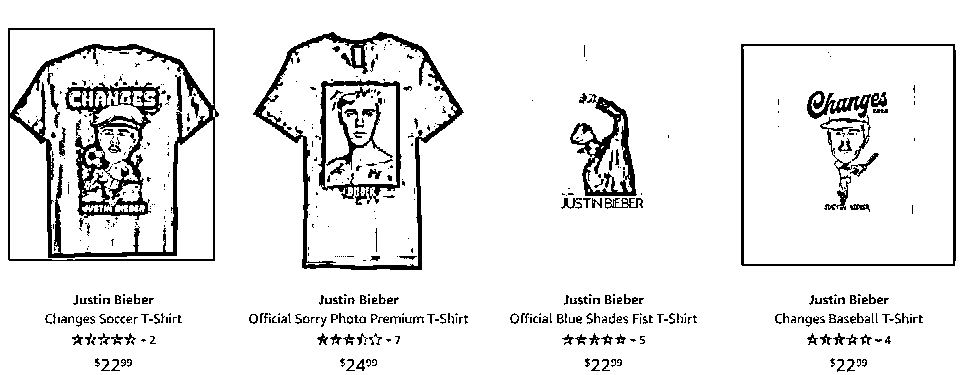 CHANGES
JUSTIN BIEBER
BIEBER
JUSTIN BIEBER
Changes
JUSTIN BIEBER
Justin Bieber
Changes Soccer T-Shirt
2
$22.99
Justin Bieber
Official Sorry Photo Premium T-Shirt
7
$24.99
Justin Bieber
Official Blue Shades Fist T-Shirt
5
$22.99
Justin Bieber
Changes Baseball T-Shirt
4
$22.99